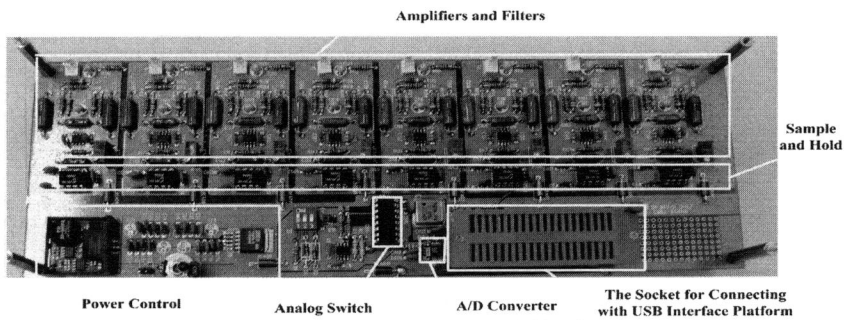 Amplifiers and Filters
Sample
and Hold
Power Control
Analog Switch
A/D Converter
The Socket for Connecting
with USB Interface Platform